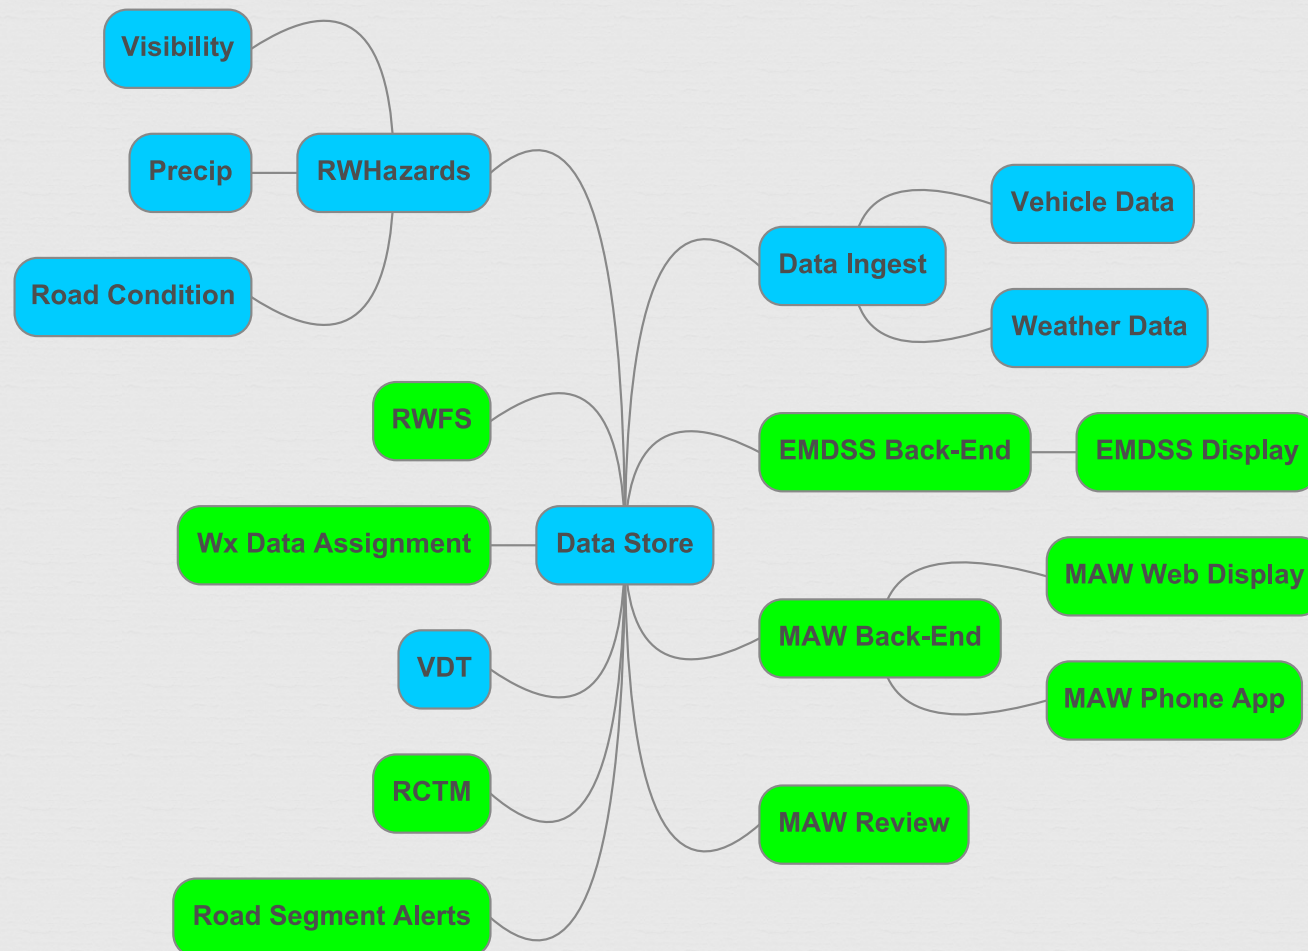 Visibility
Precip
RWHazards
Road Condition
Vehicle Data
Data Ingest
Weather Data
RWFS
EMDSS Back-End
EMDSS Display
Wx Data Assignment
Data Store
MAW Web Display
MAW Back-End
VDT
MAW Phone App
RCTM
MAW Review
Road Segment Alerts